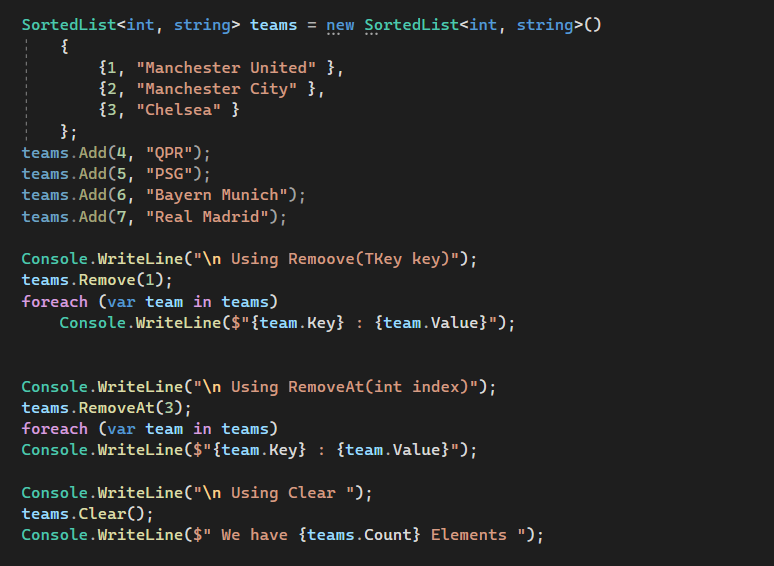 SortedList<int, string> teams = new SortedList<int, string>()
{
{1, "Manchester United" },
{2, "Manchester City" },
{3, "Chelsea" }
};
teams.Add(4, "QPR");
teams.Add(5, "PSG");
teams.Add(6, "Bayern Munich");
teams.Add(7, "Real Madrid");
Console.WriteLine("\n Using Remoove(TKey key)");
teams.Remove(1);
foreach (var team in teams)
Console.WriteLine($"{team.Key} : {team.Value}");
Console.WriteLine("\n Using RemoveAt(int index)");
teams.RemoveAt(3);
foreach (var team in teams)
Console.WriteLine($"{team.Key} : {team.Value}");
Console.WriteLine("\n Using Clear ");
teams.Clear();
Console.WriteLine($" We have {teams.Count} Elements ");